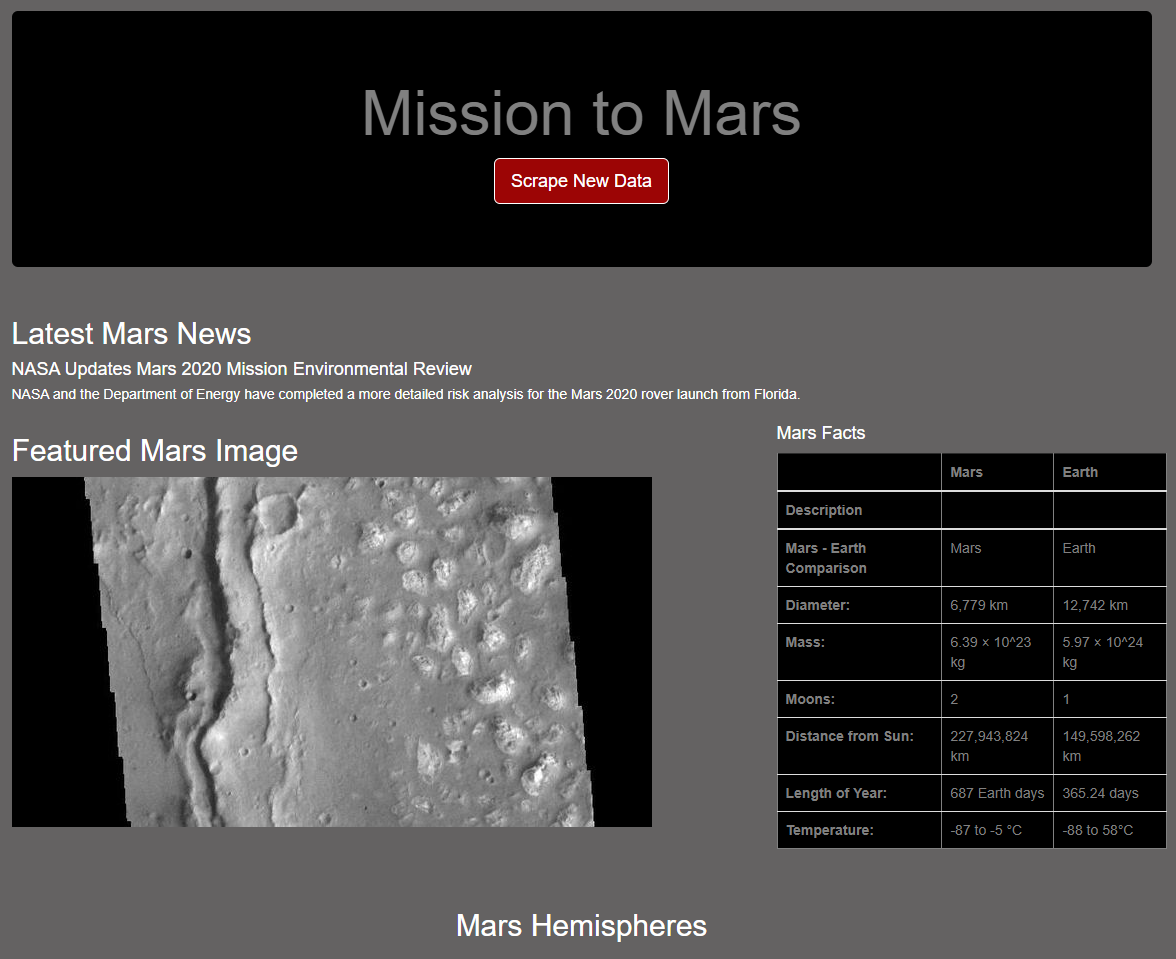 Mission to Mars
Scrape New Data
Latest Mars News
NASA Updates Mars 2020 Mission Environmental Review
NASA and the Department of Energy have completed a more detailed risk analysis for the Mars 2020 rover launch from Florida.
Featured Mars Image
Mars Facts
Mars Earth
Description
Mars - Earth Comparison Mars Earth
Diameter: 6,779 km 12,742 km
Mass: 6.39 × 10^23 kg 5.97 × 10^24 kg
Moons: 2 1
Distance from Sun: 227,943,824 km 149,598,262 km
Length of Year: 687 Earth days 365.24 days
Temperature: -87 to -5 °C -88 to 58°C
Mars Hemispheres